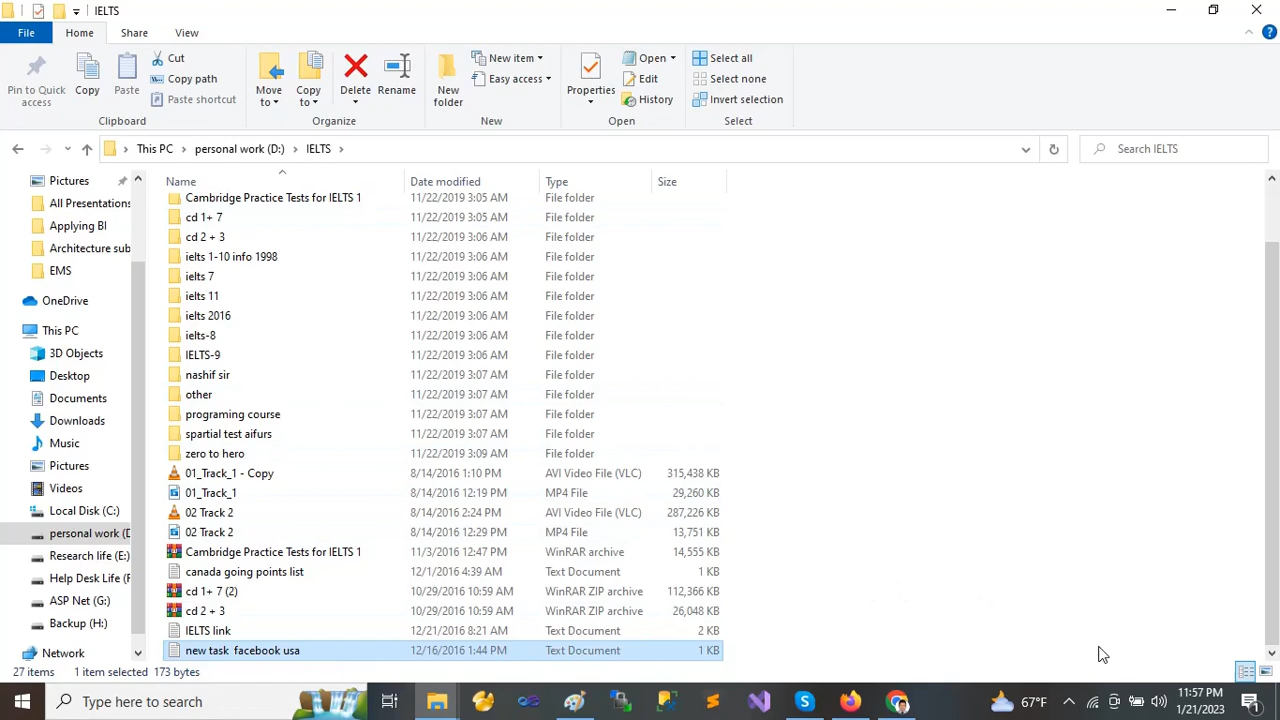 IELTS
File Home Share View
Pin to Quick access
Copy
Paste
Cut
Copy path
Paste shortcut
Clipboard
Move to
Copy to
Delete
Rename
Organize
New folder
New item
Easy access
New
Properties
Open
Edit
History
Open
Select all
Select none
Invert selection
Select
This PC > personal work (D:) > IELTS >
Search IELTS
Pictures
All Presentations
Applying BI
Architecture sub
EMS
OneDrive
This PC
3D Objects
Desktop
Documents
Downloads
Music
Pictures
Videos
Local Disk (C:)
personal work (D
Research life (E:)
Help Desk Life (F
ASP Net (G:)
Backup (H:)
Network
Name Date modified Type Size
Cambridge Practice Tests for IELTS 1 11/22/2019 3:05 AM File folder
cd 1+ 7 11/22/2019 3:05 AM File folder
cd 2 + 3 11/22/2019 3:06 AM File folder
ielts 1-10 info 1998 11/22/2019 3:06 AM File folder
ielts 7 11/22/2019 3:06 AM File folder
ielts 11 11/22/2019 3:06 AM File folder
ielts 2016 11/22/2019 3:06 AM File folder
ielts-8 11/22/2019 3:06 AM File folder
IELTS-9 11/22/2019 3:06 AM File folder
nashif sir 11/22/2019 3:07 AM File folder
other 11/22/2019 3:07 AM File folder
programing course 11/22/2019 3:07 AM File folder
spartial test aifurs 11/22/2019 3:07 AM File folder
zero to hero 11/22/2019 3:09 AM File folder
01_Track_1 - Copy 8/14/2016 1:10 PM AVI Video File (VLC) 315,438 KB
01_Track_1 8/14/2016 12:19 PM MP4 File 29,260 KB
02 Track 2 8/14/2016 2:24 PM AVI Video File (VLC) 287,226 KB
02 Track 2 8/14/2016 12:29 PM MP4 File 13,751 KB
Cambridge Practice Tests for IELTS 1 11/3/2016 12:47 PM WinRAR archive 14,555 KB
canada going points list 12/1/2016 4:39 AM Text Document 1 KB
cd 1+ 7 (2) 10/29/2016 10:59 AM WinRAR ZIP archive 112,366 KB
cd 2 + 3 10/29/2016 10:59 AM WinRAR ZIP archive 26,048 KB
IELTS link 12/21/2016 8:21 AM Text Document 2 KB
new task facebook usa 12/16/2016 1:44 PM Text Document 1 KB
27 items 1 item selected 173 bytes
Type here to search
67°F
11:57 PM
1/21/2023
1